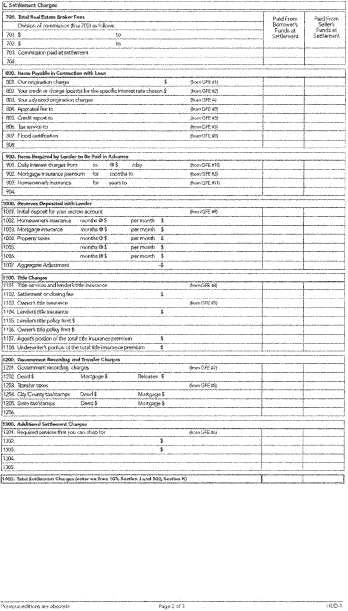 L. Settlement Charges
700. Total Real Estate Broker Fees
Division of commission (line 700) as follows:
Paid From Borrower's Funds at Settlement
Paid From Seller's Funds at Settlement
701. $ to
702. $ to
703. Commission paid at settlement
704.
800. Items Payable in Connection with Loan
801. Our origination charge $ (from GFE #1)
802. Your credit or charge (points) for the specific interest rate chosen $ (from GFE #2)
803. Your adjusted origination charges (from GFE A)
804. Appraisal fee to (from GFE #3)
805. Credit report to (from GFE #3)
806. Tax service to (from GFE #3)
807. Flood certification (from GFE #3)
808.
900. Items Required by Lender to Be Paid in Advance
901. Daily interest charges from to @ $ /day (from GFE #10)
902. Mortgage insurance premium for months to (from GFE #3)
903. Homeowner's insurance for years to (from GFE #11)
904.
1000. Reserves Deposited with Lender
1001. Initial deposit for your escrow account (from GFE #9)
1002. Homeowner's insurance months @ $ per month $
1003. Mortgage insurance months @ $ per month $
1004. Property taxes months @ $ per month $
1005. months @ $ per month $
1006. months @ $ per month $
1007. Aggregate Adjustment -$
1100. Title Charges
1101. Title services and lender's title insurance (from GFE #4)
1102. Settlement or closing fee $
1103. Owner's title insurance (from GFE #5)
1104. Lender's title insurance $
1105. Lender's title policy limit $
1106. Owner's title policy limit $
1107. Agent's portion of the total title insurance premium $
1108. Underwriter's portion of the total title insurance premium $
1200. Government Recording and Transfer Charges
1201. Government recording charges (from GFE #7)
1202. Deed $ Mortgage $ Releases $
1203. Transfer taxes (from GFE #8)
1204. City/County tax/stamps Deed $ Mortgage $
1205. State tax/stamps Deed $ Mortgage $
1206.
1300. Additional Settlement Charges
1301. Required services that you can shop for (from GFE #6)
1302. $
1303. $
1304.
1305.
1400. Total Settlement Charges (enter on lines 103, Section J and 502, Section K)
Previous editions are obsolete
Page 2 of 3
HUD-1